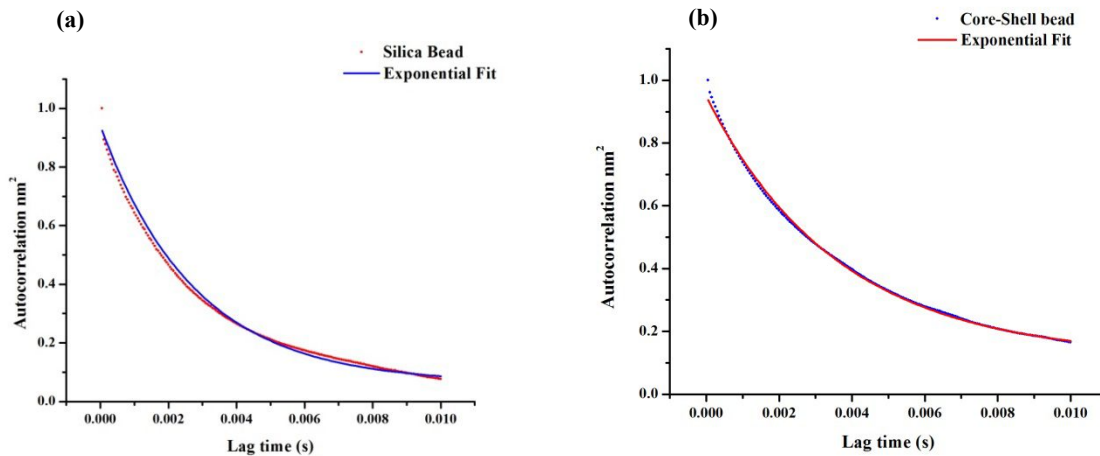 (a)
Silica Bead
Exponential Fit
1.0
0.8
0.6
0.4
0.2
0.0
Autocorrelation nm²
0.000 0.002 0.004 0.006 0.008 0.010
Lag time (s)
(b)
Core-Shell bead
Exponential Fit
1.0
0.8
0.6
0.4
0.2
0.0
Autocorrelation nm²
0.000 0.002 0.004 0.006 0.008 0.010
Lag time (s)